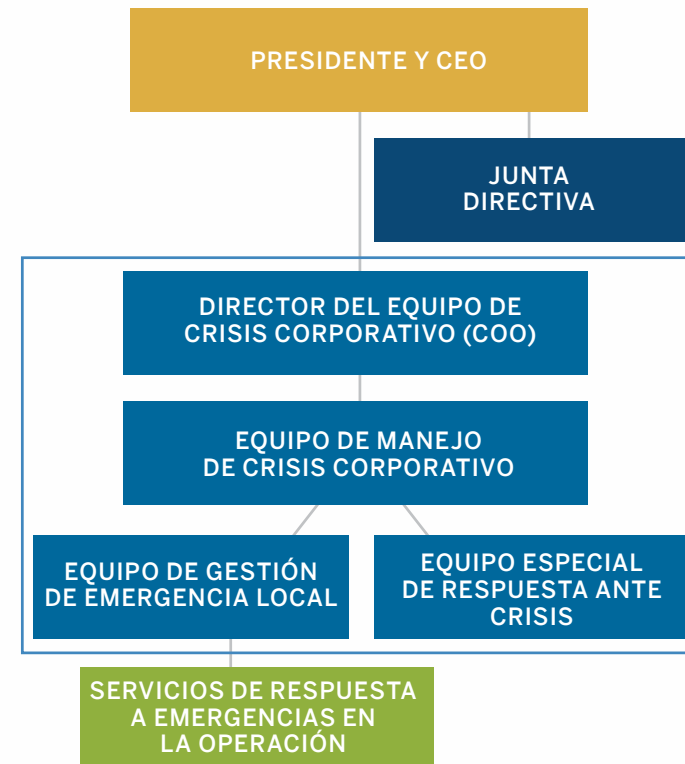 PRESIDENTE Y CEO
JUNTA
DIRECTIVA
DIRECTOR DEL EQUIPO DE
CRISIS CORPORATIVO (COO)
EQUIPO DE MANEJO
DE CRISIS CORPORATIVO
EQUIPO DE GESTIÓN
DE EMERGENCIA LOCAL
EQUIPO ESPECIAL
DE RESPUESTA ANTE
CRISIS
SERVICIOS DE RESPUESTA
A EMERGENCIAS EN
LA OPERACIÓN